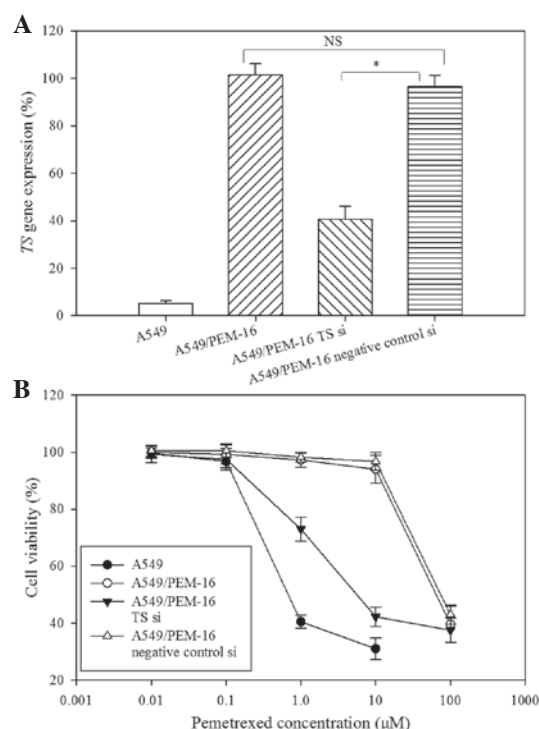 A
120
100
80
60
40
20
0
TS gene expression (%)
NS
*
A549
A549/PEM-16
A549/PEM-16 TS si
A549/PEM-16 negative control si
B
120
100
80
60
40
20
Cell viability (%)
A549
A549/PEM-16
A549/PEM-16
TS si
A549/PEM-16
negative control si
0.001
0.01
0.1
1.0
10
100
1000
Pemetrexed concentration (µM)